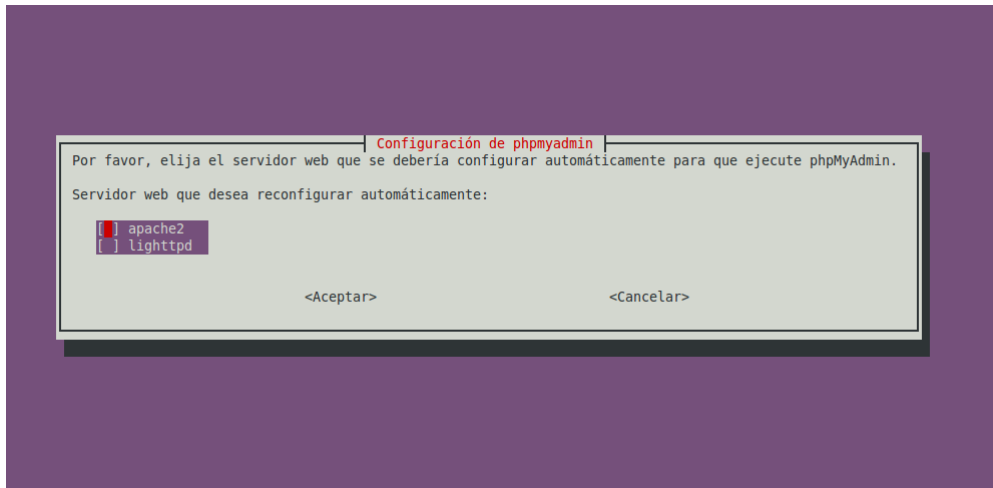 Configuración de phpmyadmin
Por favor, elija el servidor web que se debería configurar automáticamente para que ejecute phpMyAdmin.
Servidor web que desea reconfigurar automáticamente:
[ ] apache2
[ ] lighttpd
<Aceptar> <Cancelar>